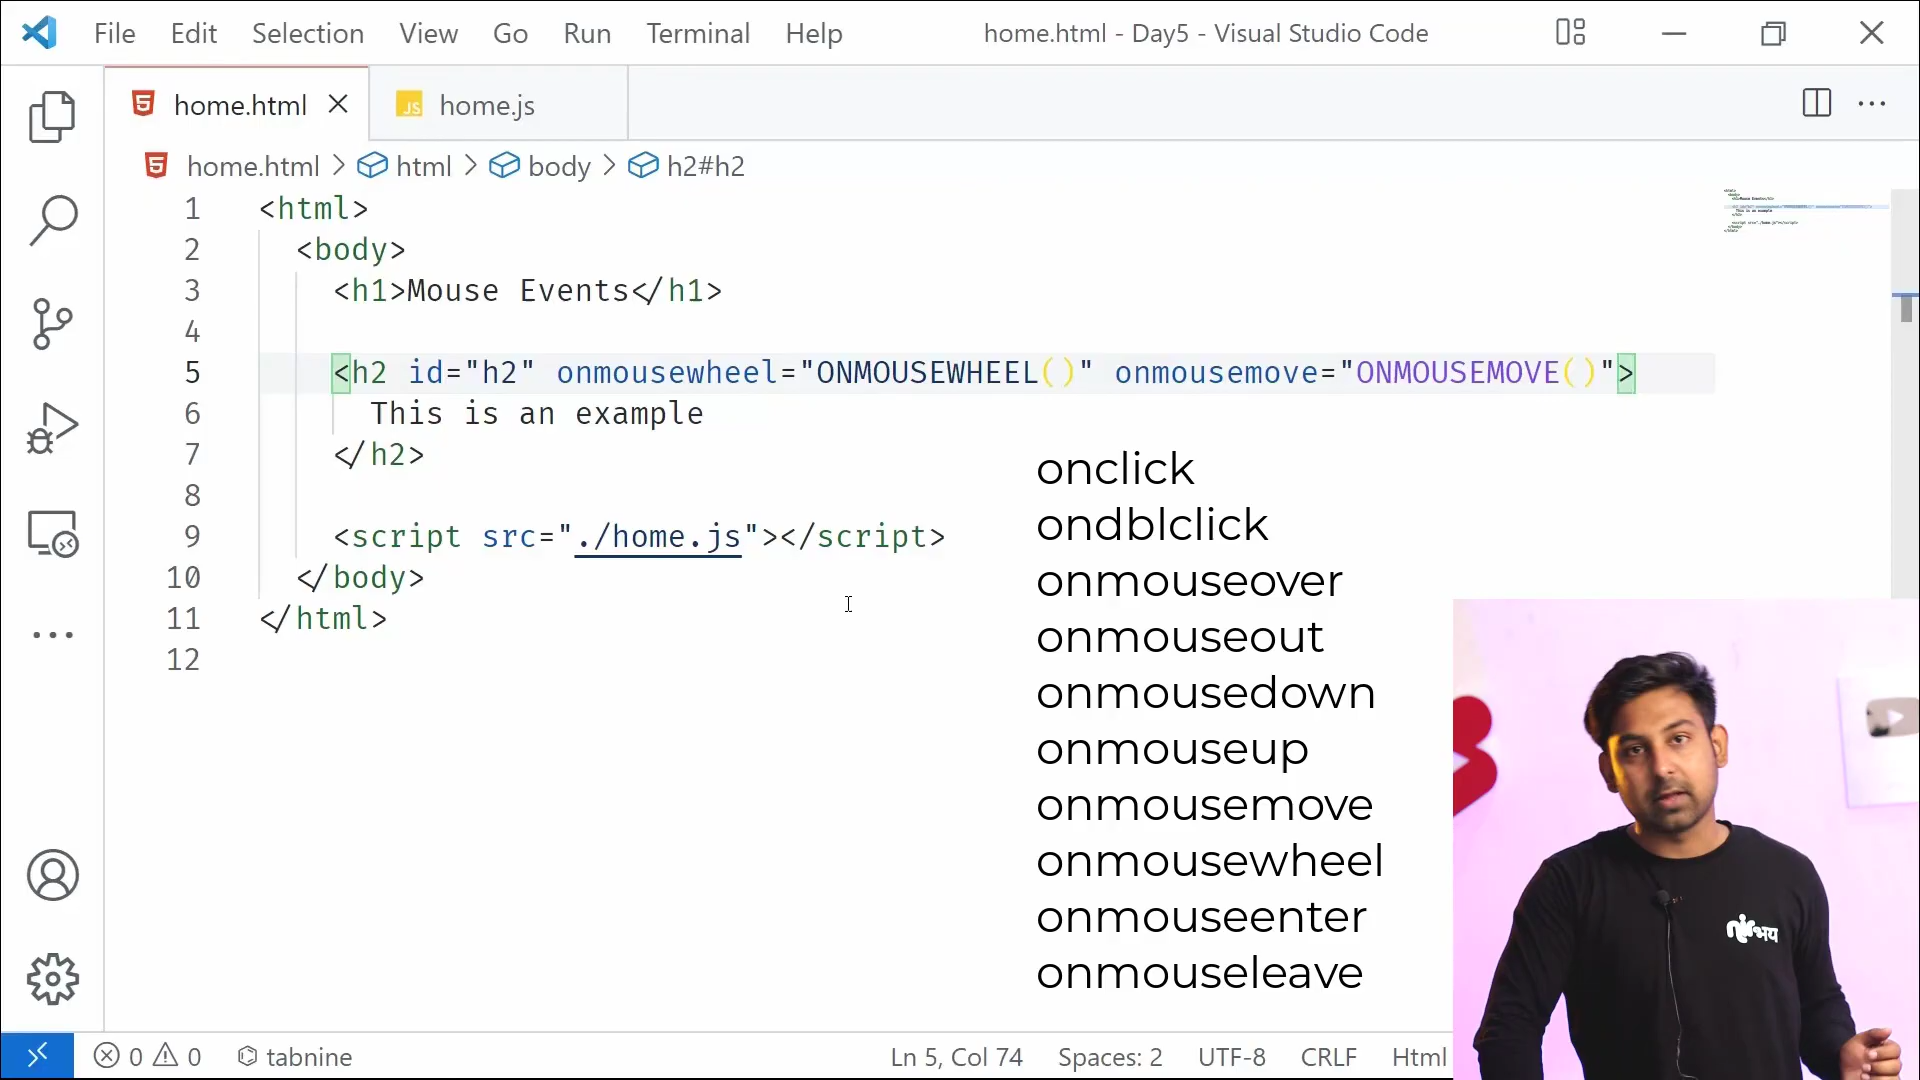 File Edit Selection View Go Run Terminal Help home.html - Day5 - Visual Studio Code
home.html JS home.js
home.html > html > body > h2#h2
1 <html>
2 <body>
3 <h1>Mouse Events</h1>
4
5 <h2 id="h2" onmousewheel="ONMOUSEWHEEL()" onmousemove="ONMOUSEMOVE()">
6 This is an example
7 </h2>
8
9 <script src="./home.js"></script>
10 </body>
11 </html>
12
onclick
ondblclick
onmouseover
onmouseout
onmousedown
onmouseup
onmousemove
onmousewheel
onmouseenter
onmouseleave
निर्भय
0 0 tabnine Ln 5, Col 74 Spaces: 2 UTF-8 CRLF Html